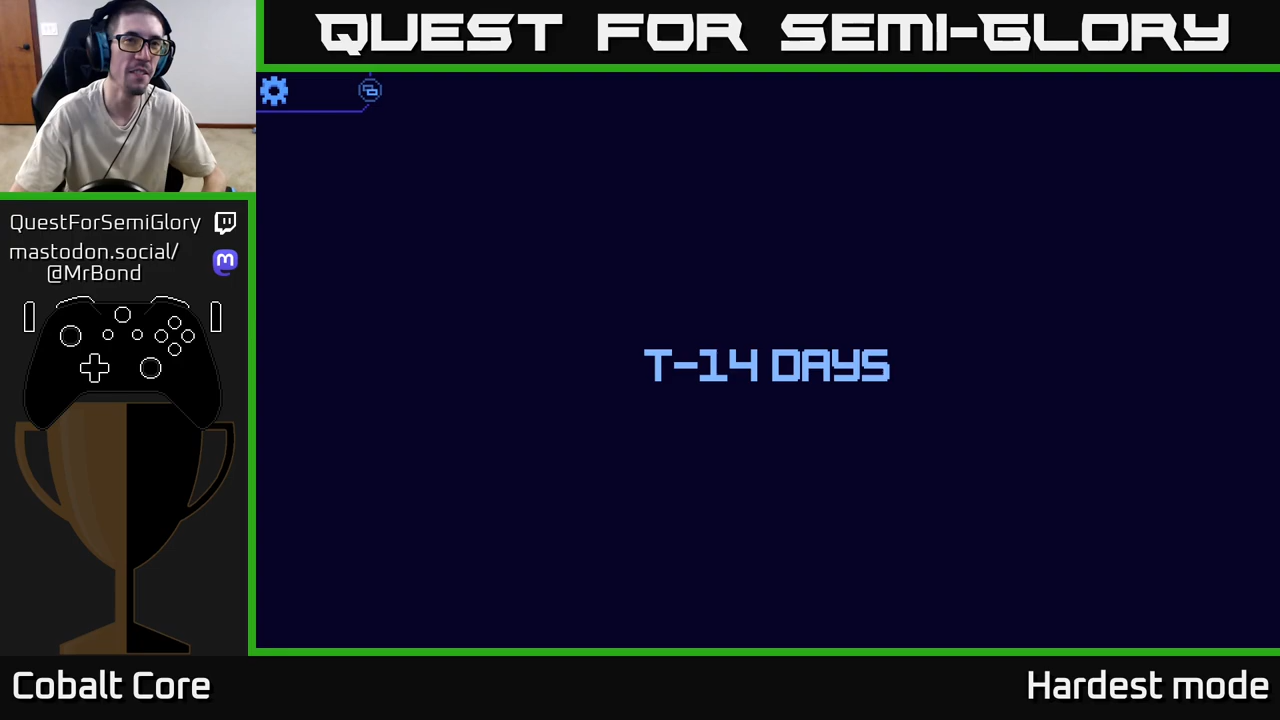 QUEST FOR SEMI-GLORY
QuestForSemiGlory
mastodon.social/
@MrBond
T-14 DAYS
Cobalt Core
Hardest mode